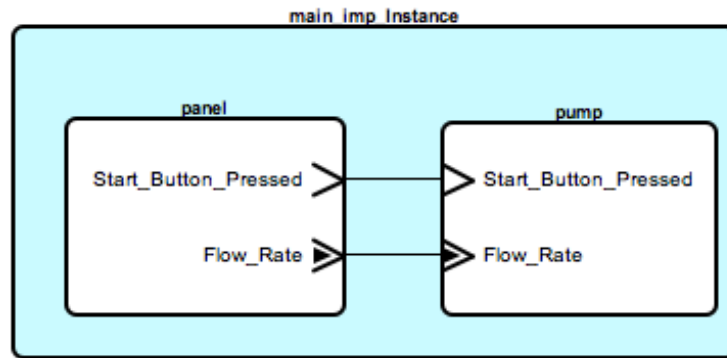 main_imp_Instance
panel
pump
Start_Button_Pressed
Start_Button_Pressed
Flow_Rate
Flow_Rate